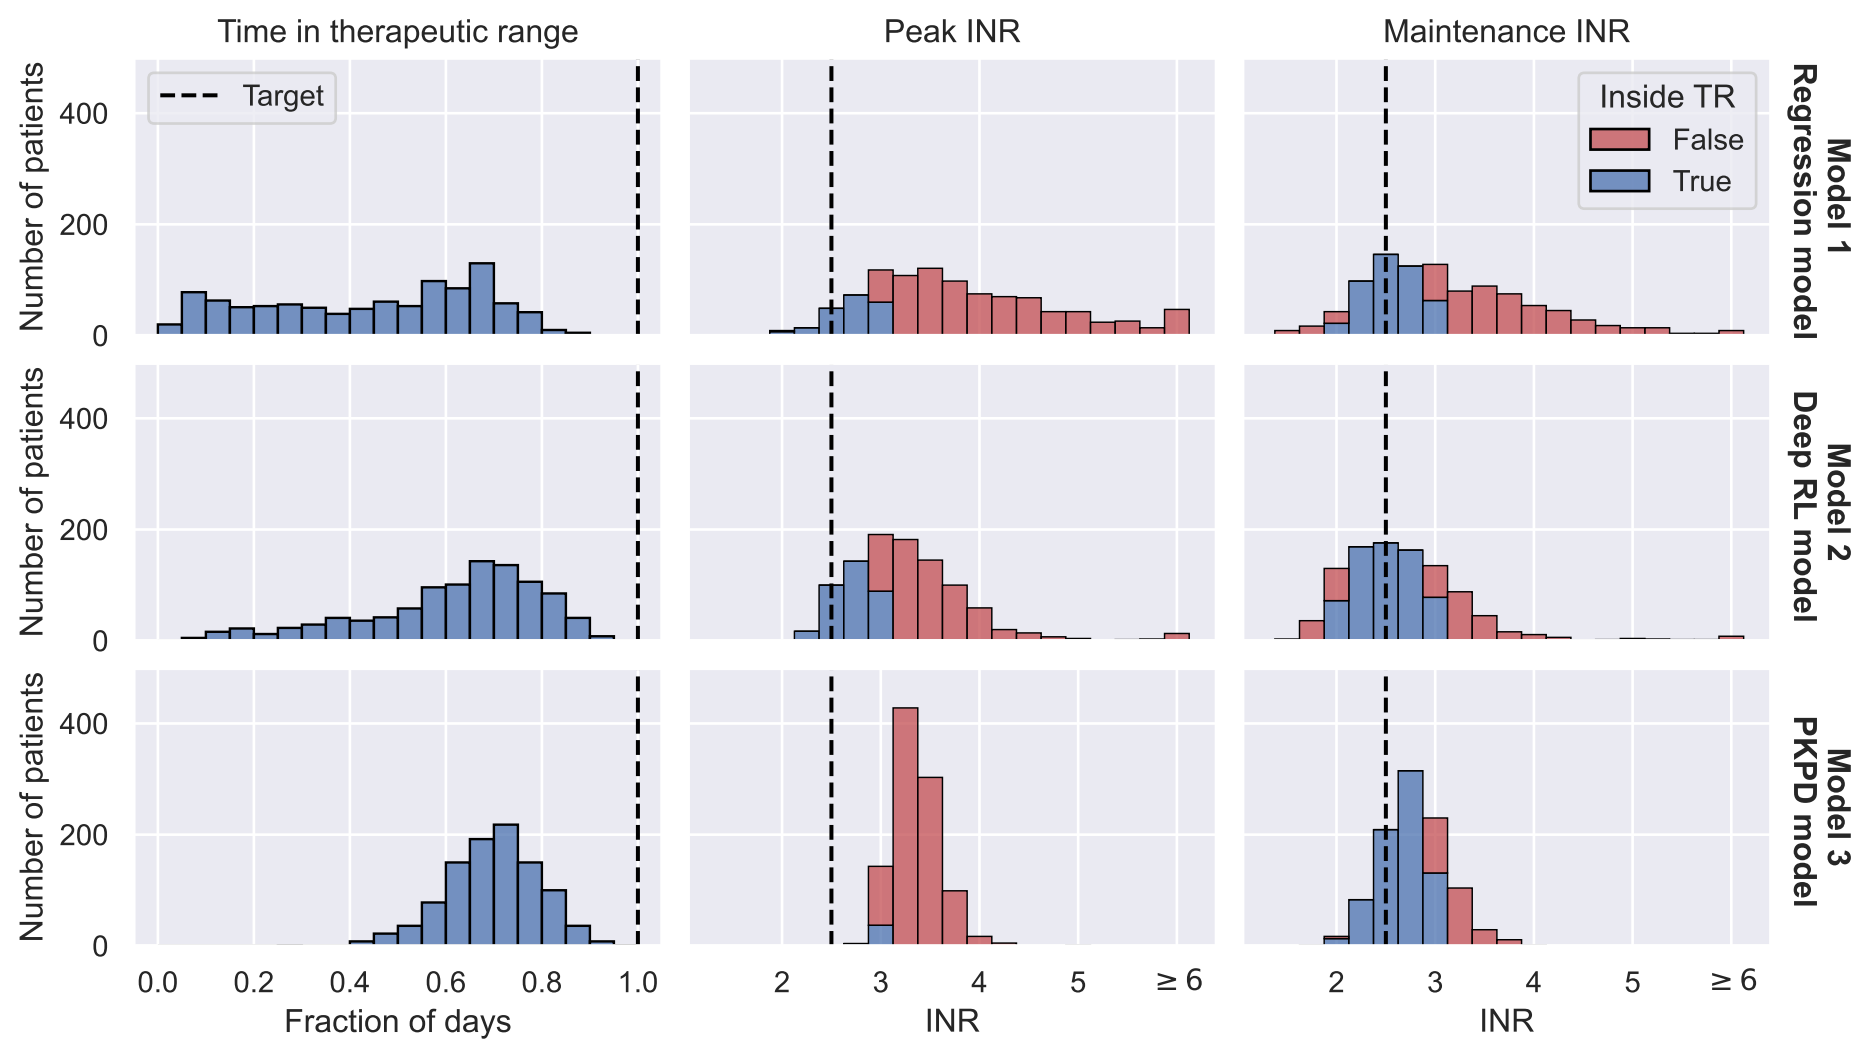 Time in therapeutic range
Peak INR
Maintenance INR
Number of patients
400
200
0
Target
Inside TR
False
True
Model 1
Regression model
Number of patients
400
200
0
Model 2
Deep RL model
Number of patients
400
200
0
Model 3
PKPD model
0.0 0.2 0.4 0.6 0.8 1.0
2 3 4 5 ≥ 6
2 3 4 5 ≥ 6
Fraction of days
INR
INR